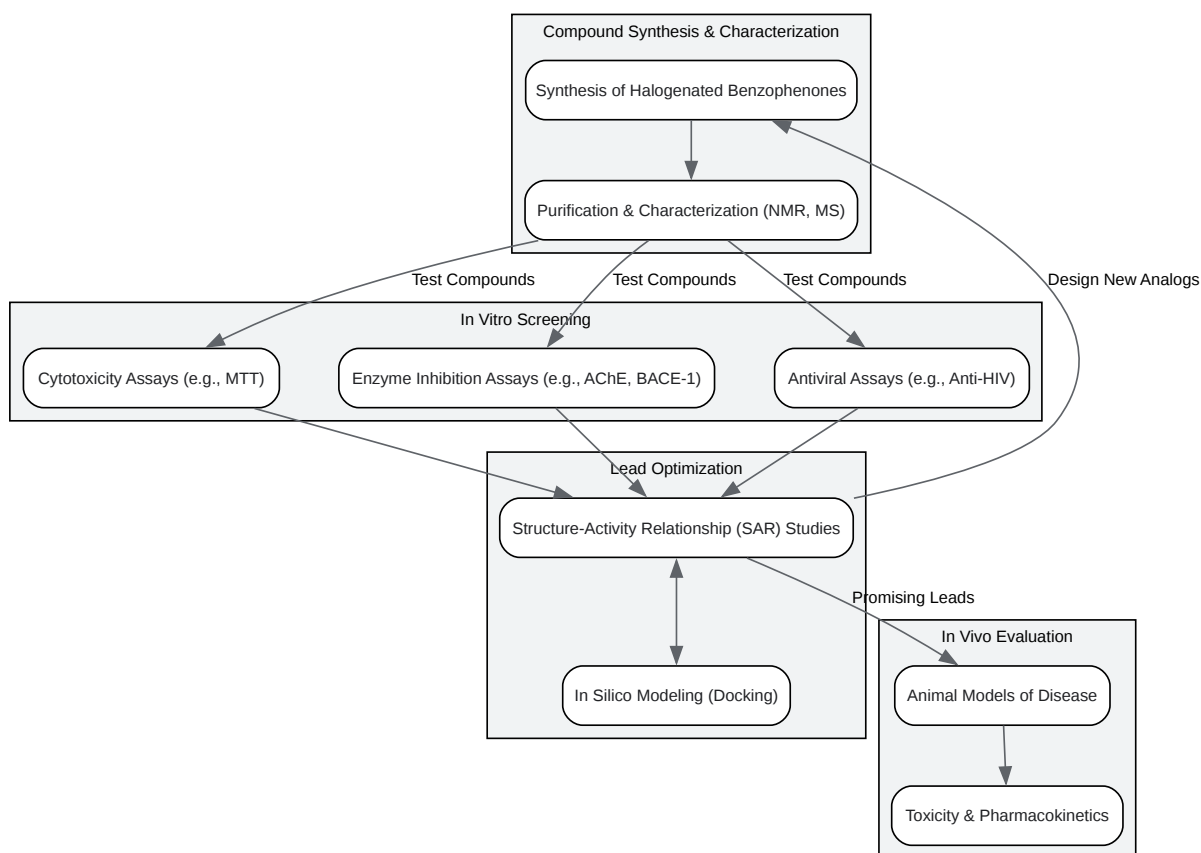 Compound Synthesis & Characterization
Synthesis of Halogenated Benzophenones
Purification & Characterization (NMR, MS)
Test Compounds
Test Compounds
Test Compounds
Design New Analogs
In Vitro Screening
Cytotoxicity Assays (e.g., MTT)
Enzyme Inhibition Assays (e.g., AChE, BACE-1)
Antiviral Assays (e.g., Anti-HIV)
Lead Optimization
Structure-Activity Relationship (SAR) Studies
Promising Leads
In Vivo Evaluation
In Silico Modeling (Docking)
Animal Models of Disease
Toxicity & Pharmacokinetics